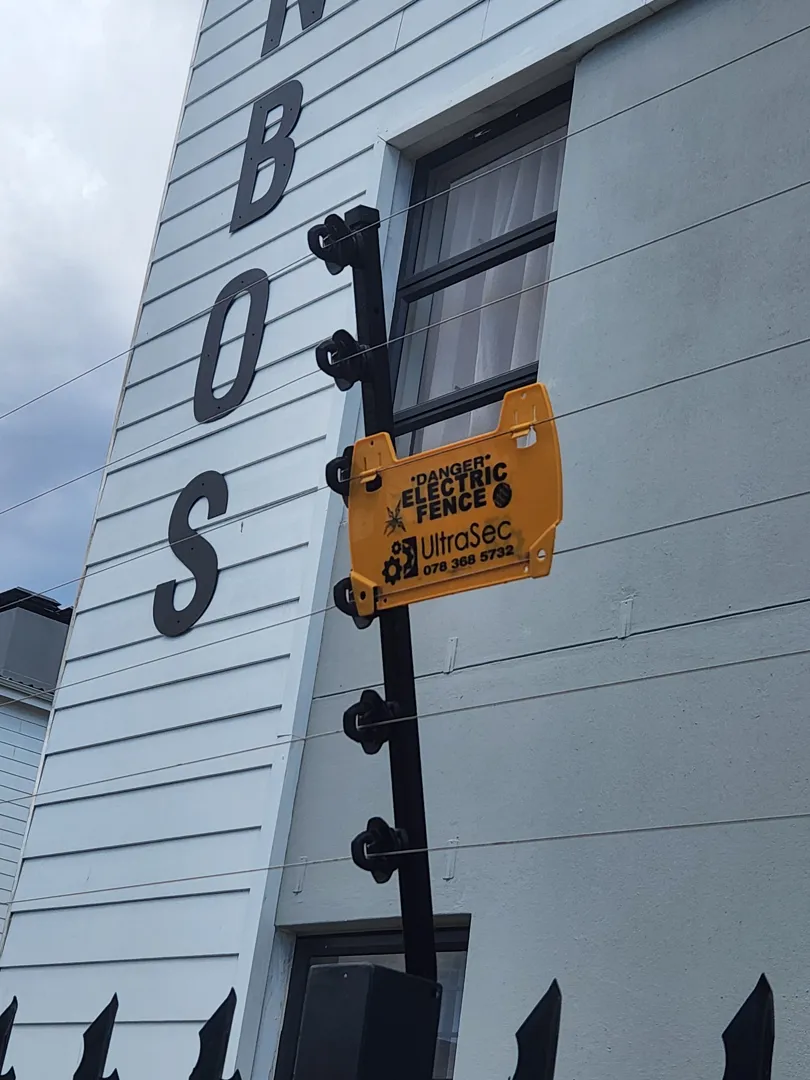 B
O
S
DANGER
ELECTRIC
FENCE
UltraSec
078 368 5732